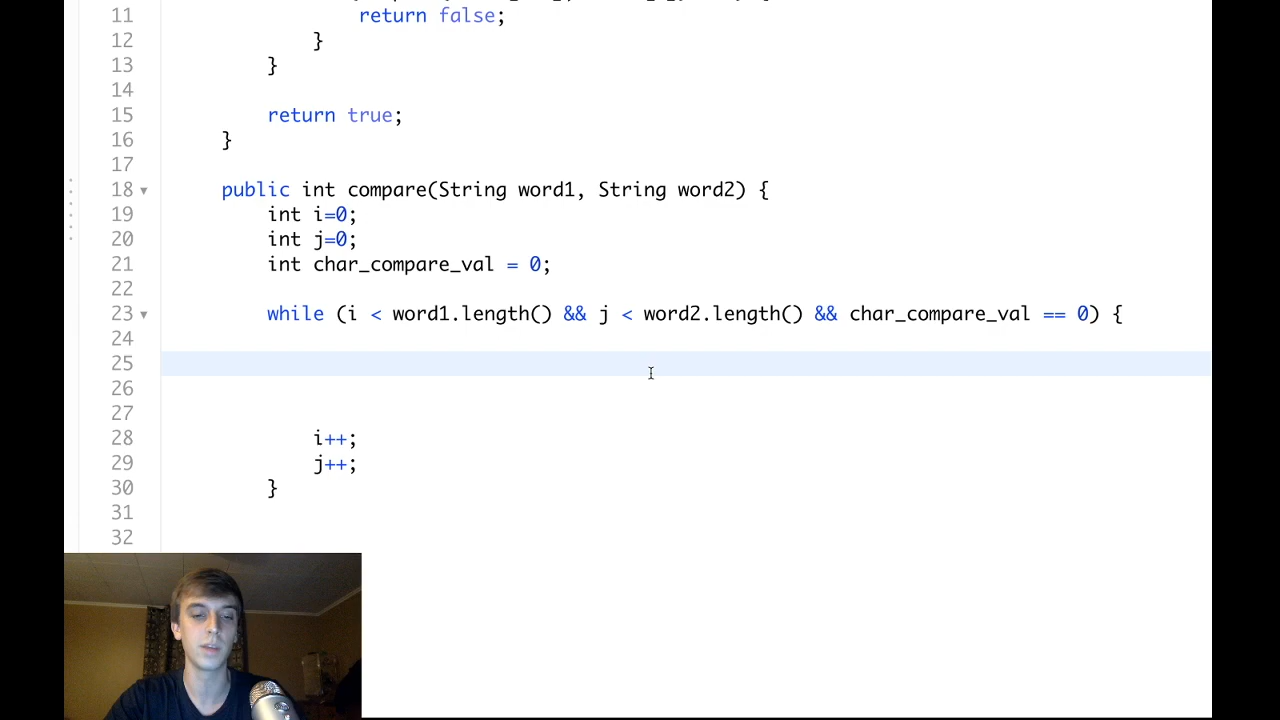 11 return false;
12 }
13 }
14
15 return true;
16 }
17
18 public int compare(String word1, String word2) {
19 int i=0;
20 int j=0;
21 int char_compare_val = 0;
22
23 while (i < word1.length() && j < word2.length() && char_compare_val == 0) {
24
25
26
27
28 i++;
29 j++;
30 }
31
32